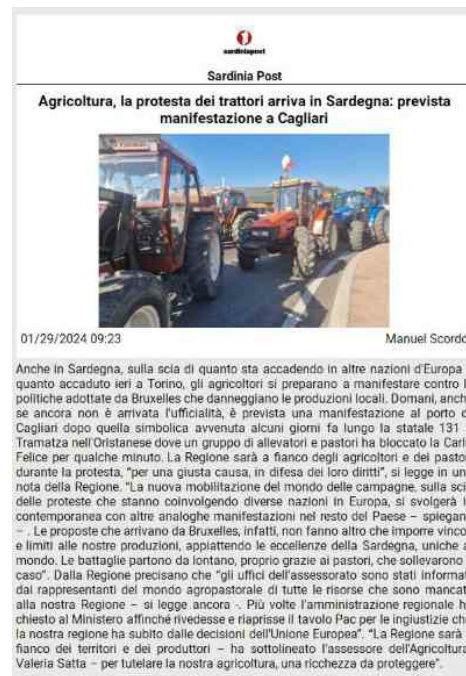 sardiniapost
Sardinia Post
Agricoltura, la protesta dei trattori arriva in Sardegna: prevista
manifestazione a Cagliari
01/29/2024 09:23 Manuel Scordo
Anche in Sardegna, sulla scia di quanto sta accadendo in altre nazioni d'Europa
quanto accaduto ieri a Torino, gli agricoltori si preparano a manifestare contro l
politiche adottate da Bruxelles che danneggiano le produzioni locali. Domani, anch
se ancora non è arrivata l'ufficialità, è prevista una manifestazione al porto d
Cagliari dopo quella simbolica avvenuta alcuni giorni fa lungo la statale 131
Tramatza nell'Oristanese dove un gruppo di allevatori e pastori ha bloccato la Carl
Felice per qualche minuto. La Regione sarà a fianco degli agricoltori e dei pasto
durante la protesta, "per una giusta causa, in difesa dei loro diritti", si legge in un
nota della Regione. "La nuova mobilitazione del mondo delle campagne, sulla sci
delle proteste che stanno coinvolgendo diverse nazioni in Europa, si svolgerà i
contemporanea con altre analoghe manifestazioni nel resto del Paese – spiegan
– . Le proposte che arrivano da Bruxelles, infatti, non fanno altro che imporre vinco
e limiti alle nostre produzioni, appiattendo le eccellenze della Sardegna, uniche a
mondo. Le battaglie partono da lontano, proprio grazie ai pastori, che sollevarono
caso". Dalla Regione precisano che "gli uffici dell'assessorato sono stati informat
dai rappresentanti del mondo agropastorale di tutte le risorse che sono mancat
alla nostra Regione – si legge ancora -. Più volte l'amministrazione regionale h
chiesto al Ministero affinché rivedesse e riaprisse il tavolo Pac per le ingiustizie ch
la nostra regione ha subito dalle decisioni dell'Unione Europea". "La Regione sarà
fianco dei territori e dei produttori – ha sottolineato l'assessore dell'Agricoltura
Valeria Satta – per tutelare la nostra agricoltura, una ricchezza da proteggere".